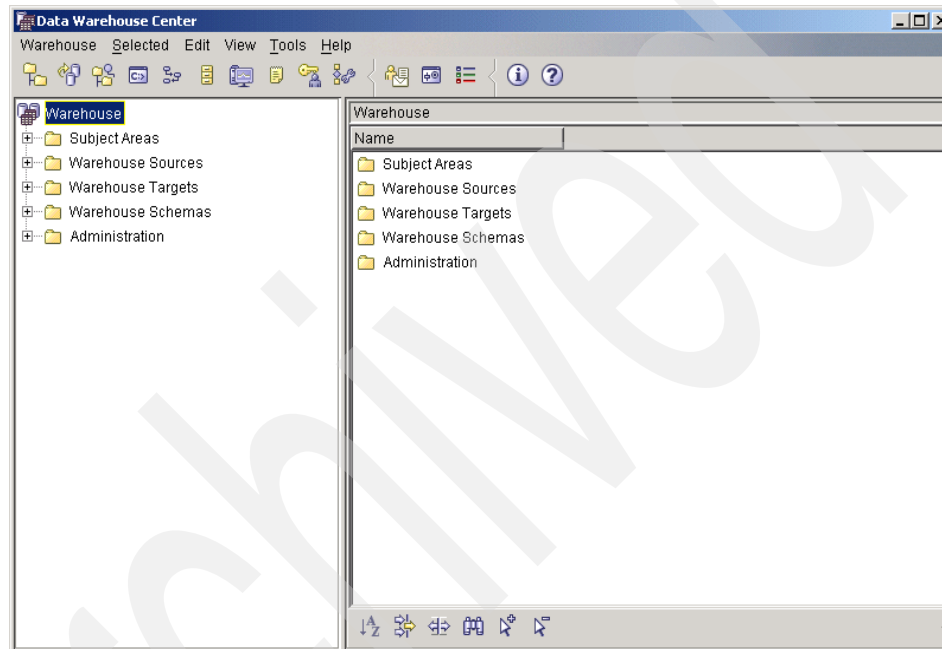 Data Warehouse Center
Warehouse Selected Edit View Tools Help
Warehouse
Subject Areas
Warehouse Sources
Warehouse Targets
Warehouse Schemas
Administration
Warehouse
Name
Subject Areas
Warehouse Sources
Warehouse Targets
Warehouse Schemas
Administration